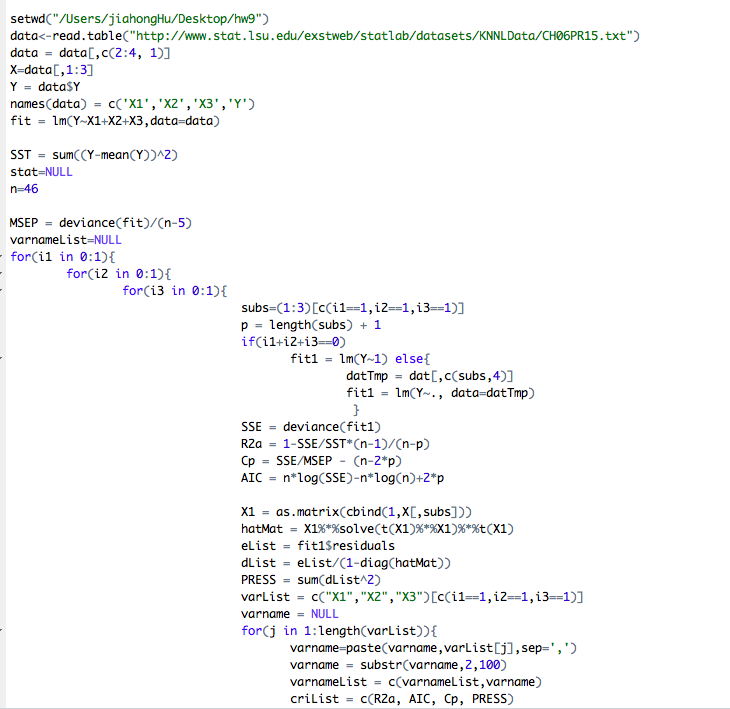 setwd("/Users/jiahongHu/Desktop/hw9")
data<-read.table("http://www.stat.lsu.edu/exstweb/statlab/datasets/KNNLData/CH06PR15.txt")
data = data[,c(2:4, 1)]
X=data[,1:3]
Y = data$Y
names(data) = c('X1','X2','X3','Y')
fit = lm(Y~X1+X2+X3,data=data)
SST = sum((Y-mean(Y))^2)
stat=NULL
n=46
MSEP = deviance(fit)/(n-5)
varnameList=NULL
for(i1 in 0:1){
for(i2 in 0:1){
for(i3 in 0:1){
subs=(1:3)[c(i1==1,i2==1,i3==1)]
p = length(subs) + 1
if(i1+i2+i3==0)
fit1 = lm(Y~1) else{
datTmp = dat[,c(subs,4)]
fit1 = lm(Y~., data=datTmp)
}
SSE = deviance(fit1)
R2a = 1-SSE/SST*(n-1)/(n-p)
Cp = SSE/MSEP - (n-2*p)
AIC = n*log(SSE)-n*log(n)+2*p
X1 = as.matrix(cbind(1,X[,subs]))
hatMat = X1%*%solve(t(X1)%*%X1)%*%t(X1)
eList = fit1$residuals
dList = eList/(1-diag(hatMat))
PRESS = sum(dList^2)
varList = c("X1","X2","X3")[c(i1==1,i2==1,i3==1)]
varname = NULL
for(j in 1:length(varList)){
varname=paste(varname,varList[j],sep=',')
varname = substr(varname,2,100)
varnameList = c(varnameList,varname)
criList = c(R2a, AIC, Cp, PRESS)